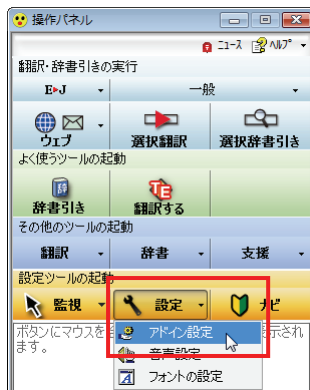 操作パネル
ニュース ヘルプ
翻訳・辞書引きの実行
E▸J 一般
ウェブ 選択翻訳 選択辞書引き
よく使うツールの起動
辞書引き 翻訳する
その他のツールの起動
翻訳 辞書 支援
設定ツールの起動
監視 設定 ナビ
ボタンにマウスを 示され
ます。
アドイン設定
音声設定
フォントの設定